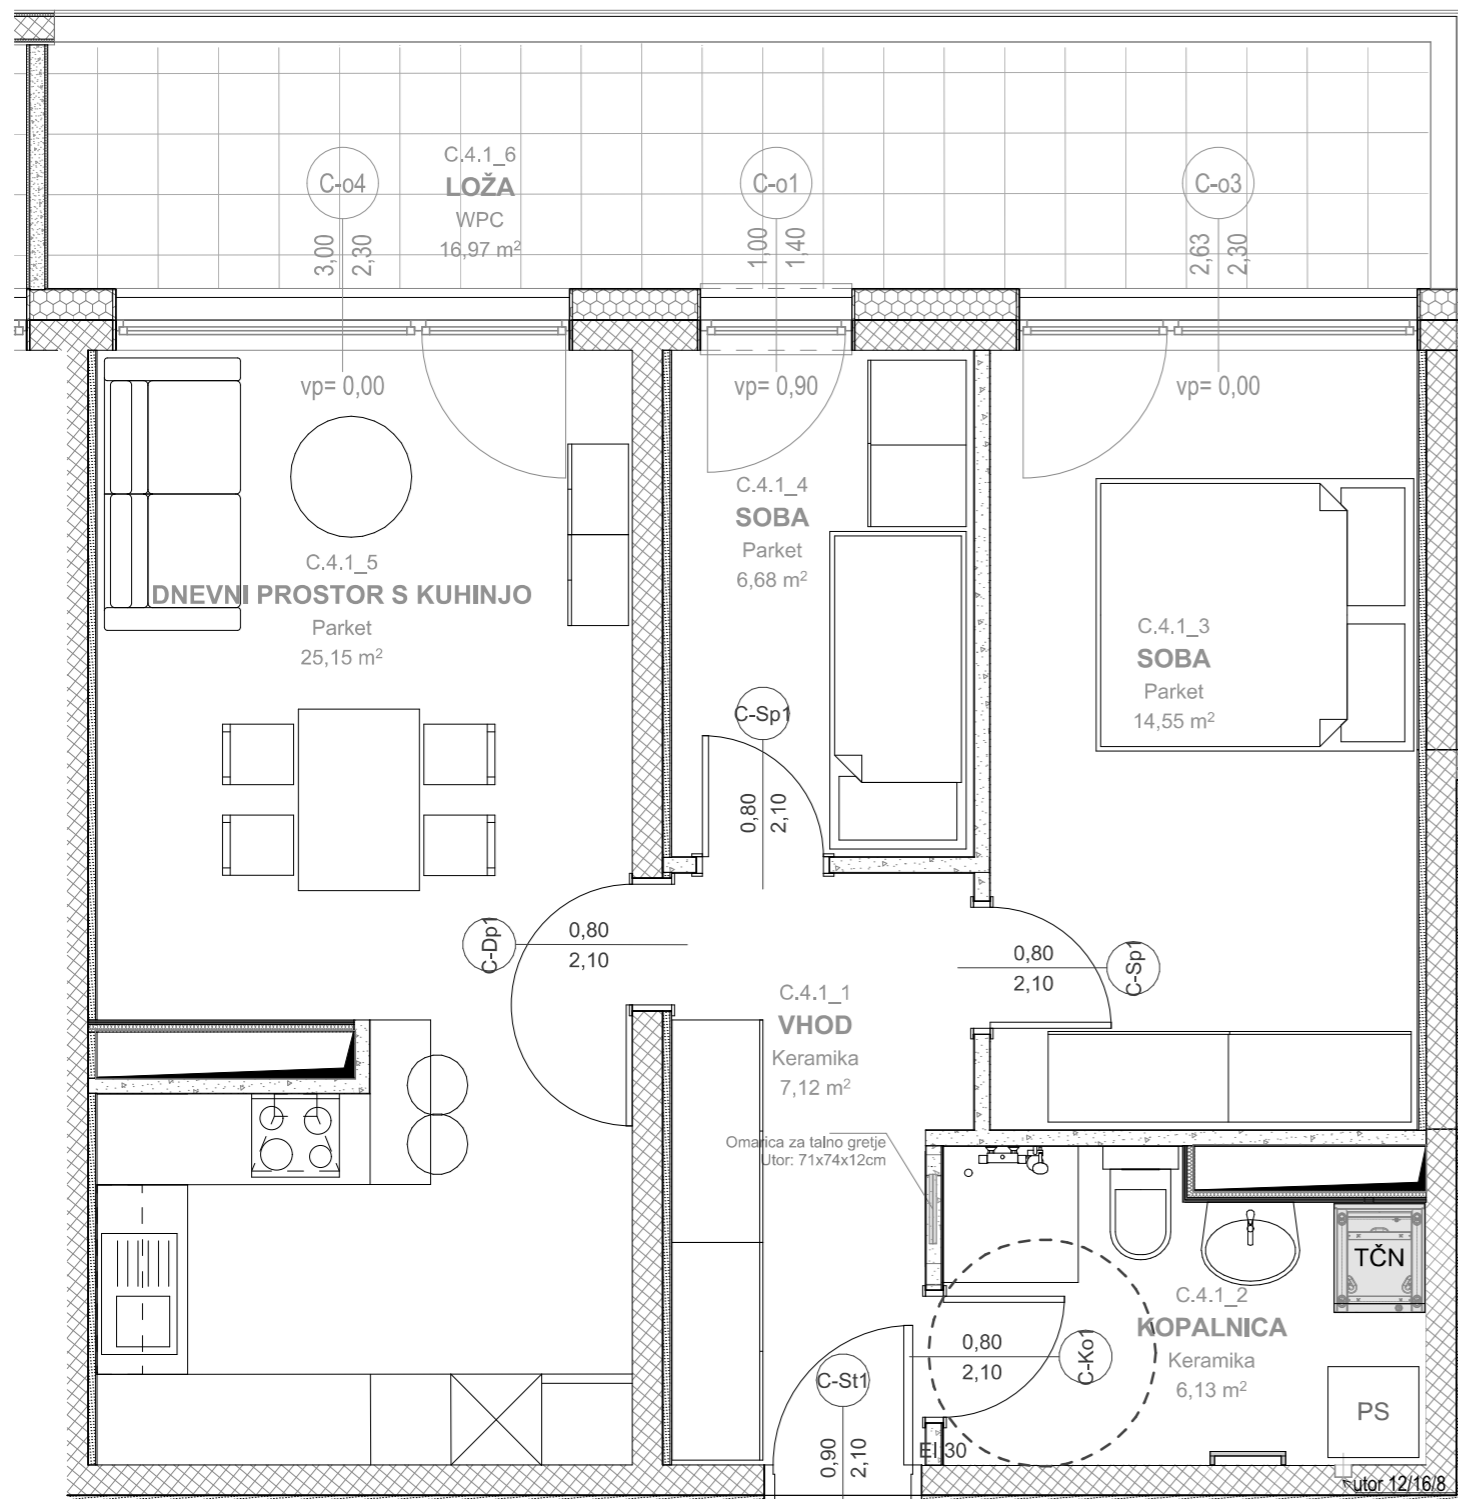 C.4.1_6
LOŽA
WPC
16,97 m²
C-o4
3,00
2,30
C-o1
1,00
1,40
C-o3
2,63
2,30
vp= 0,00
vp= 0,90
vp= 0,00
C.4.1_5
DNEVNI PROSTOR S KUHINJO
Parket
25,15 m²
C.4.1_4
SOBA
Parket
6,68 m²
C.4.1_3
SOBA
Parket
14,55 m²
C-Sp1
0,80
2,10
C-Dp1
0,80
2,10
0,80
2,10
C-Sp1
C.4.1_1
VHOD
Keramika
7,12 m²
Omarica za talno gretje
Utor: 71x74x12cm
TČN
C.4.1_2
KOPALNICA
Keramika
6,13 m²
0,80
2,10
C-Ko1
C-St1
0,90
2,10
EI 30
PS
utor 12/16/8